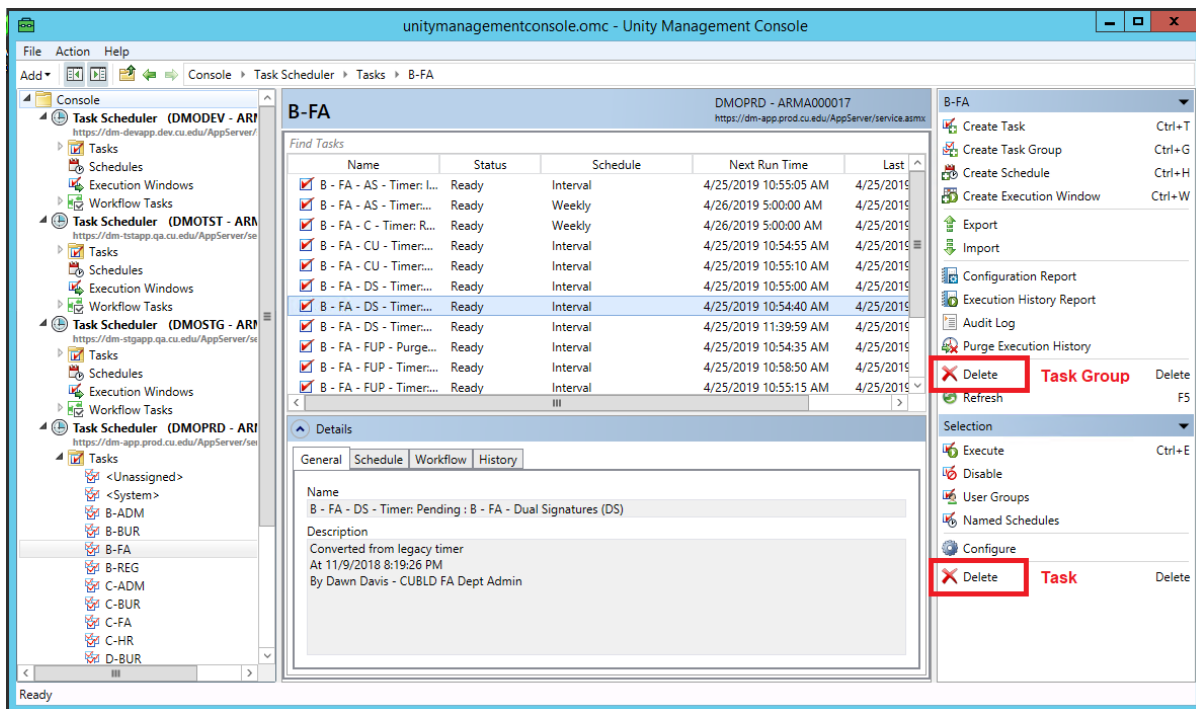 unitymanagementconsole.omc - Unity Management Console
File Action Help
Add Console Task Scheduler Tasks B-FA
Console
Task Scheduler (DMODEV - ARM
https://dm-devapp.dev.cu.edu/AppServer/
Tasks
Schedules
Execution Windows
Workflow Tasks
Task Scheduler (DMOTST - ARM
https://dm-tstapp.qa.cu.edu/AppServer/se
Tasks
Schedules
Execution Windows
Workflow Tasks
Task Scheduler (DMOSTG - ARM
https://dm-stgapp.qa.cu.edu/AppServer/se
Tasks
Schedules
Execution Windows
Workflow Tasks
Task Scheduler (DMOPRD - ARM
https://dm-app.prod.cu.edu/AppServer/ser
Tasks
<Unassigned>
<System>
B-ADM
B-BUR
B-FA
B-REG
C-ADM
C-BUR
C-FA
C-HR
D-BUR
B-FA
DMOPRD - ARMA000017
https://dm-app.prod.cu.edu/AppServer/service.asmx
Find Tasks
Name Status Schedule Next Run Time Last
B - FA - AS - Timer: I... Ready Interval 4/25/2019 10:55:05 AM 4/25/2019
B - FA - AS - Timer:... Ready Weekly 4/26/2019 5:00:00 AM 4/25/2019
B - FA - C - Timer: R... Ready Weekly 4/26/2019 5:00:00 AM 4/25/2019
B - FA - CU - Timer:... Ready Interval 4/25/2019 10:54:55 AM 4/25/2019
B - FA - CU - Timer:... Ready Interval 4/25/2019 10:55:10 AM 4/25/2019
B - FA - DS - Timer:... Ready Interval 4/25/2019 10:55:00 AM 4/25/2019
B - FA - DS - Timer:... Ready Interval 4/25/2019 10:54:40 AM 4/25/2019
B - FA - DS - Timer:... Ready Interval 4/25/2019 11:39:59 AM 4/25/2019
B - FA - FUP - Purge... Ready Interval 4/25/2019 10:54:35 AM 4/25/2019
B - FA - FUP - Timer:... Ready Interval 4/25/2019 10:58:50 AM 4/25/2019
B - FA - FUP - Timer:... Ready Interval 4/25/2019 10:55:15 AM 4/25/2019
Details
General Schedule Workflow History
Name
B - FA - DS - Timer: Pending : B - FA - Dual Signatures (DS)
Description
Converted from legacy timer
At 11/9/2018 8:19:26 PM
By Dawn Davis - CUBLD FA Dept Admin
B-FA
Create Task Ctrl+T
Create Task Group Ctrl+G
Create Schedule Ctrl+H
Create Execution Window Ctrl+W
Export
Import
Configuration Report
Execution History Report
Audit Log
Purge Execution History
Delete Task Group Delete
Refresh F5
Selection
Execute Ctrl+E
Disable
User Groups
Named Schedules
Configure
Delete Task Delete
Ready